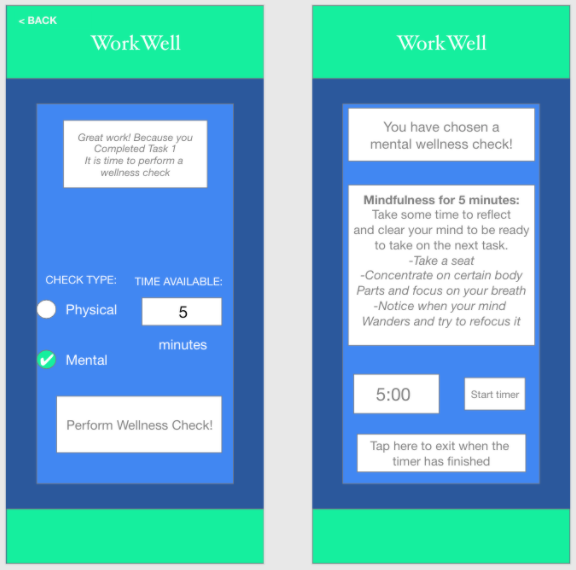 < BACK
WorkWell
Great work! Because you
Completed Task 1
It is time to perform a
wellness check
CHECK TYPE:
TIME AVAILABLE:
Physical
5
minutes
Mental
Perform Wellness Check!
WorkWell
You have chosen a
mental wellness check!
Mindfulness for 5 minutes:
Take some time to reflect
and clear your mind to be ready
to take on the next task.
-Take a seat
-Concentrate on certain body
Parts and focus on your breath
-Notice when your mind
Wanders and try to refocus it
5:00
Start timer
Tap here to exit when the
timer has finished